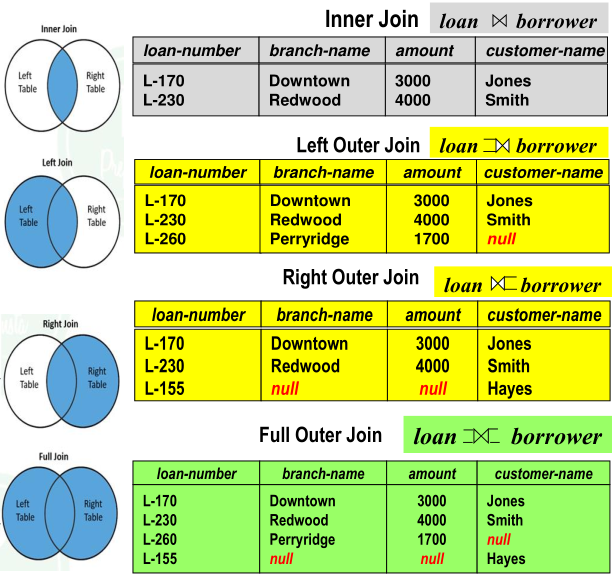 Inner Join
Left
Table
Right
Table
Inner Join loan ⋈ borrower
loan-number branch-name amount customer-name
L-170 Downtown 3000 Jones
L-230 Redwood 4000 Smith
Left Join
Left
Table
Right
Table
Left Outer Join loan ⟕ borrower
loan-number branch-name amount customer-name
L-170 Downtown 3000 Jones
L-230 Redwood 4000 Smith
L-260 Perryridge 1700 null
Right Join
Left
Table
Right
Table
Right Outer Join loan ⟖ borrower
loan-number branch-name amount customer-name
L-170 Downtown 3000 Jones
L-230 Redwood 4000 Smith
L-155 null null Hayes
Full Join
Left
Table
Right
Table
Full Outer Join loan ⟗ borrower
loan-number branch-name amount customer-name
L-170 Downtown 3000 Jones
L-230 Redwood 4000 Smith
L-260 Perryridge 1700 null
L-155 null null Hayes